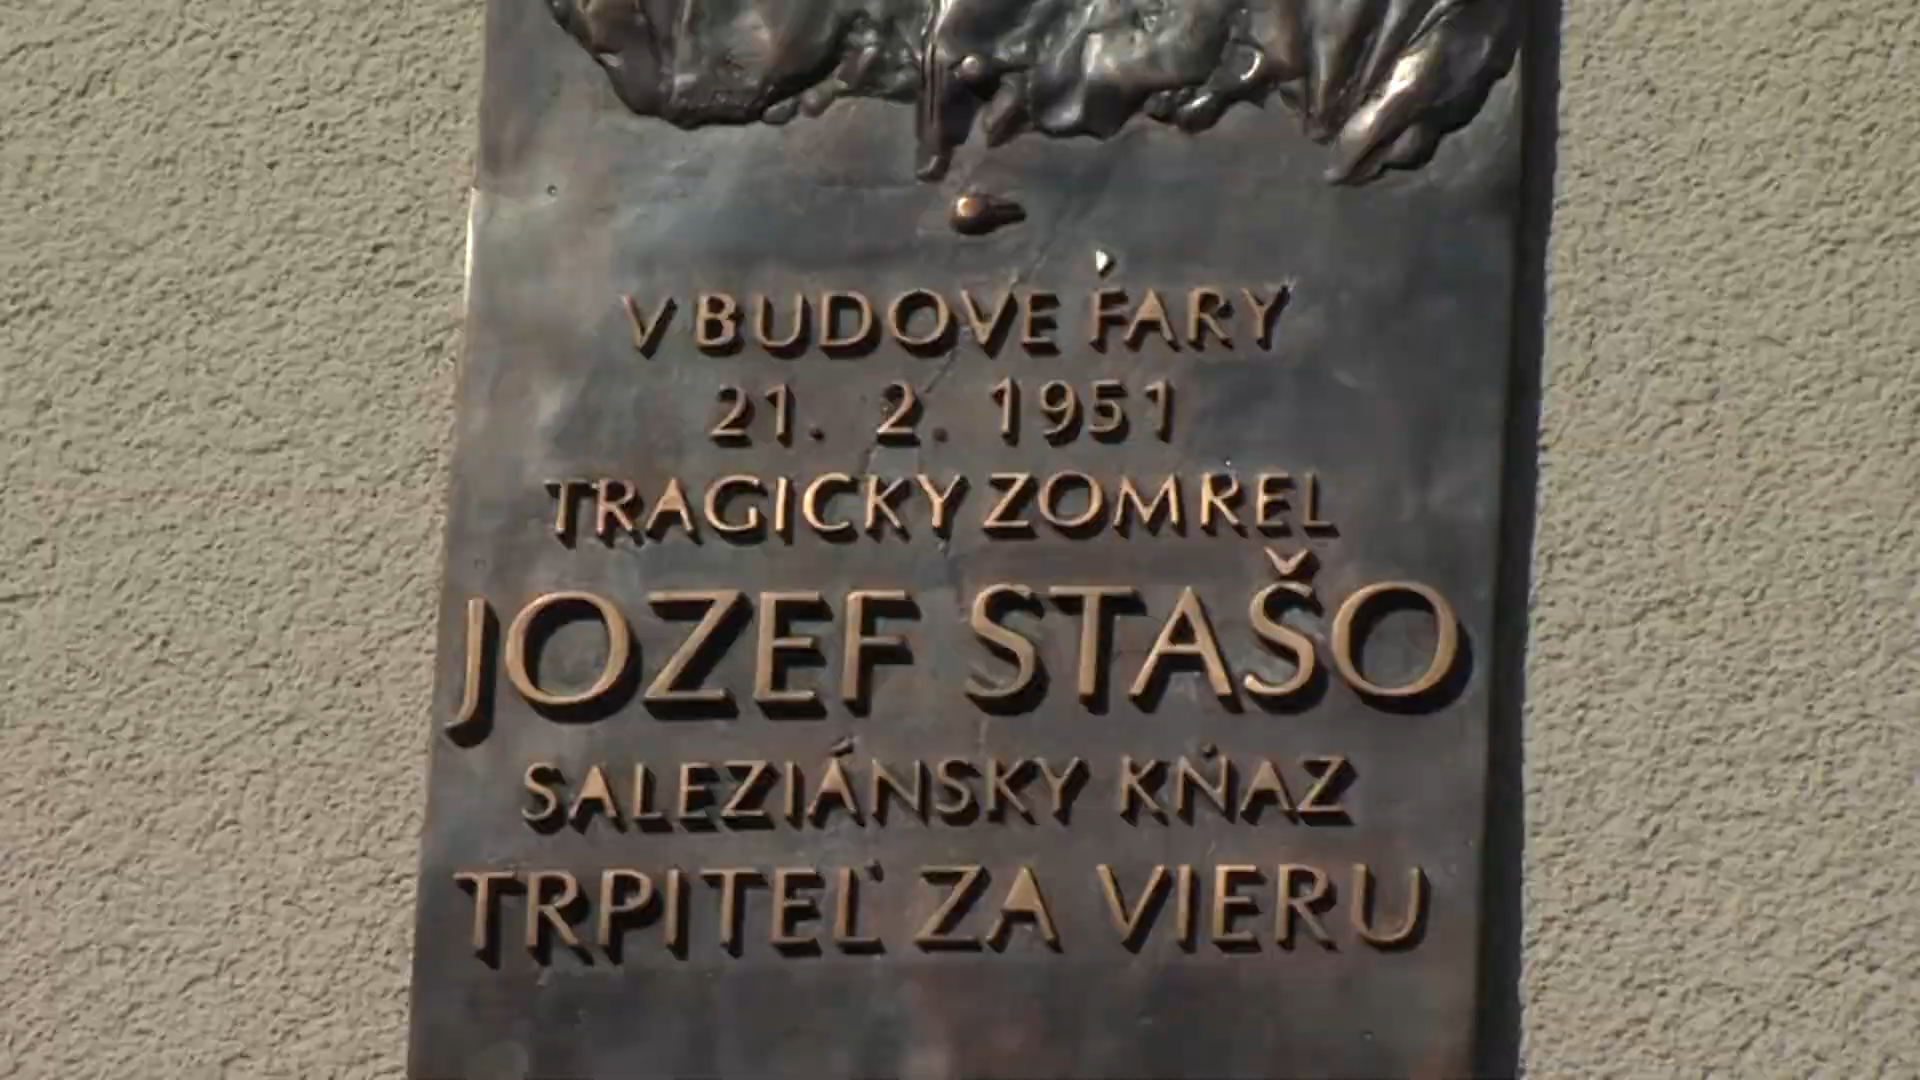 V BUDOVE FARY
21. 2. 1951
TRAGICKY ZOMREL
JOZEF STAŠO
SALEZIÁNSKY KŇAZ
TRPITEĽ ZA VIERU